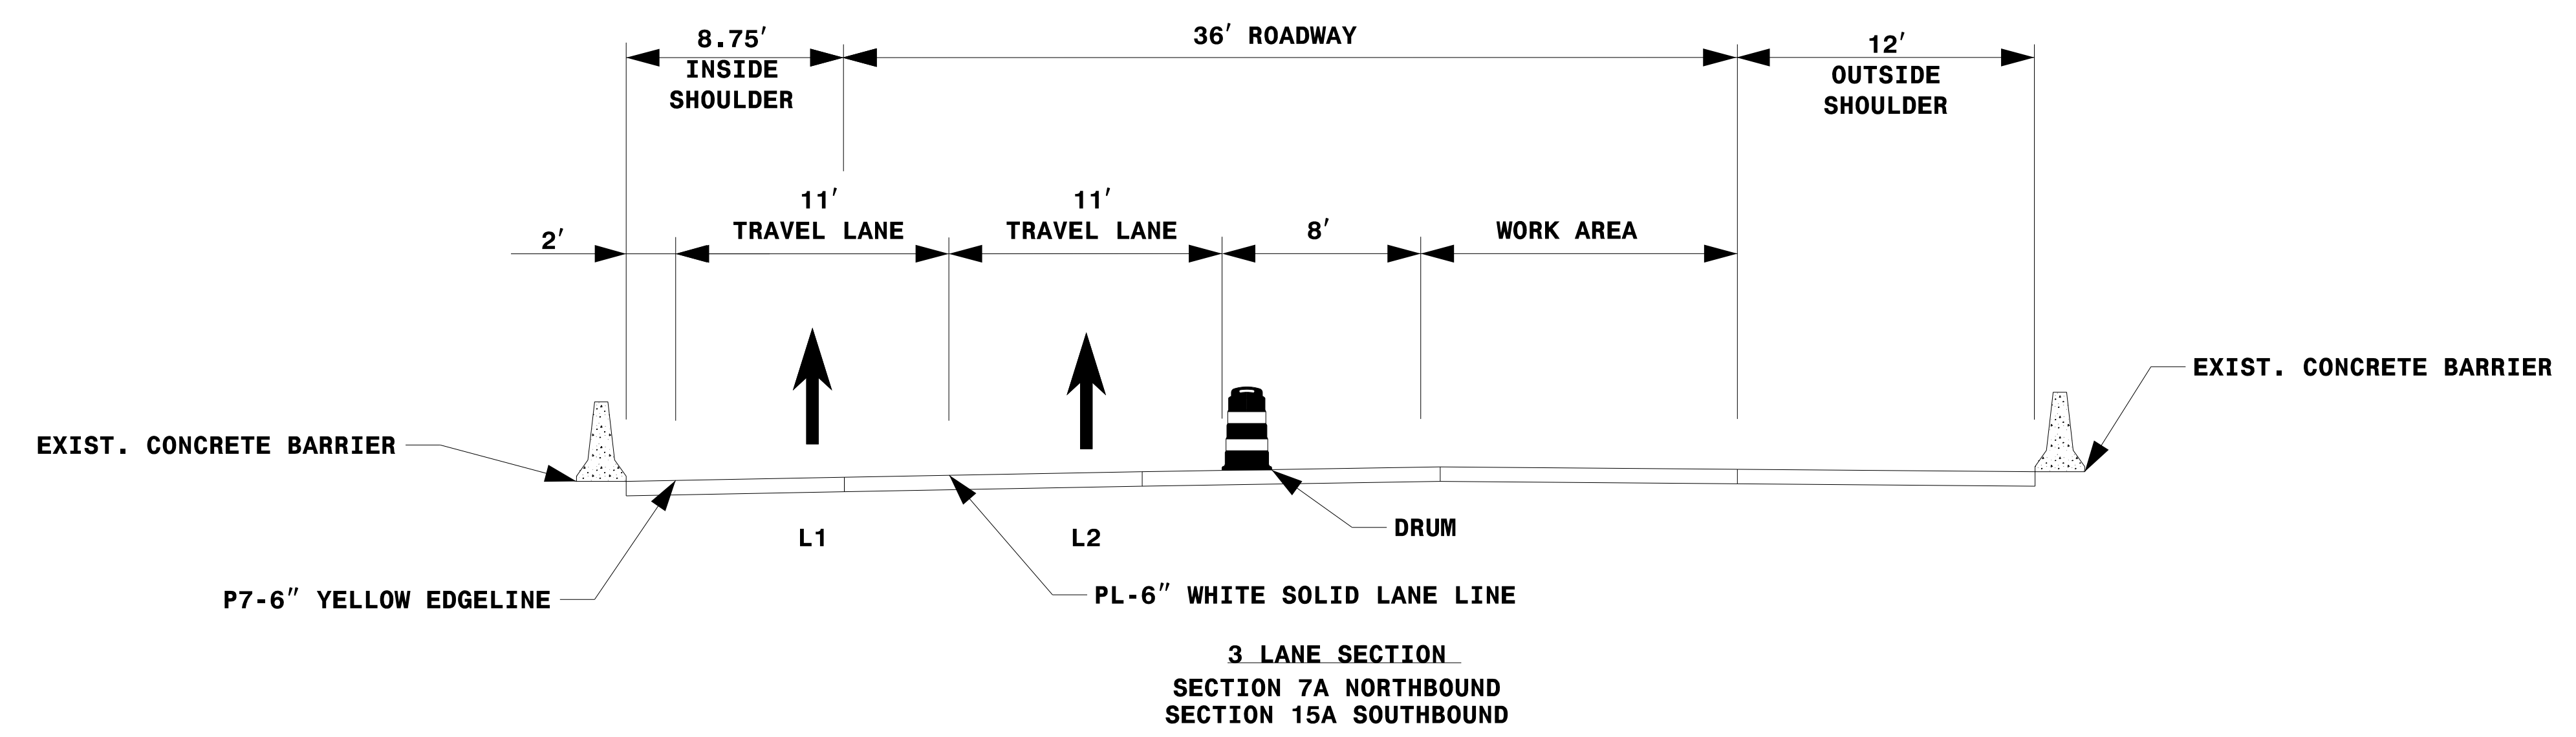 8.75′
INSIDE
SHOULDER
36′ ROADWAY
12′
OUTSIDE
SHOULDER
2′
11′
TRAVEL LANE
11′
TRAVEL LANE
8′
WORK AREA
EXIST. CONCRETE BARRIER
EXIST. CONCRETE BARRIER
L1
L2
DRUM
P7-6″ YELLOW EDGELINE
PL-6″ WHITE SOLID LANE LINE
3 LANE SECTION
SECTION 7A NORTHBOUND
SECTION 15A SOUTHBOUND